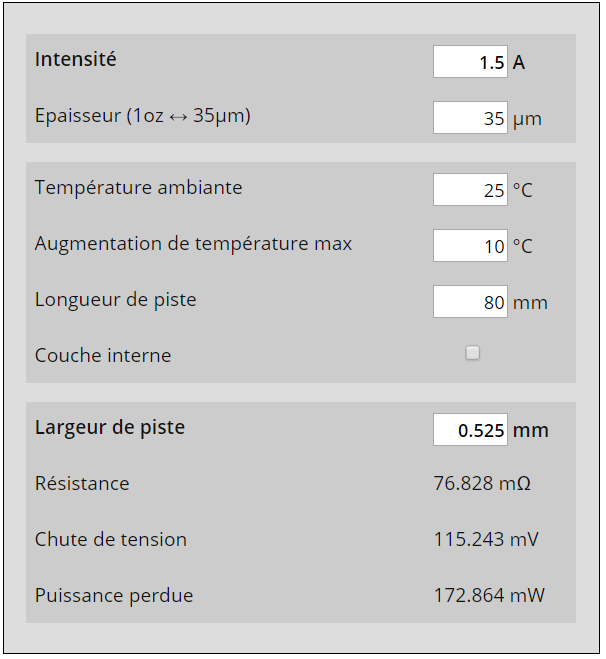 Intensité 1.5 A
Epaisseur (1oz ↔ 35µm) 35 µm
Température ambiante 25 °C
Augmentation de température max 10 °C
Longueur de piste 80 mm
Couche interne
Largeur de piste 0.525 mm
Résistance 76.828 mΩ
Chute de tension 115.243 mV
Puissance perdue 172.864 mW